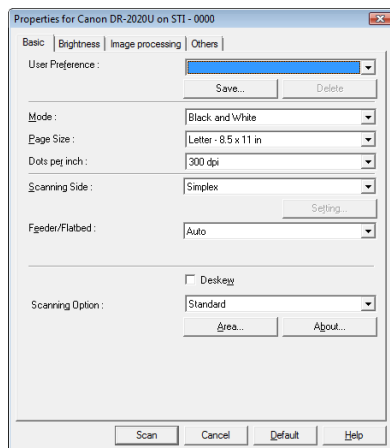 Properties for Canon DR-2020U on STI - 0000
Basic Brightness Image processing Others
User Preference :
Save... Delete
Mode : Black and White
Page Size : Letter - 8.5 x 11 in
Dots per inch : 300 dpi
Scanning Side : Simplex
Setting...
Feeder/Flatbed : Auto
Deskew
Scanning Option : Standard
Area... About...
Scan Cancel Default Help